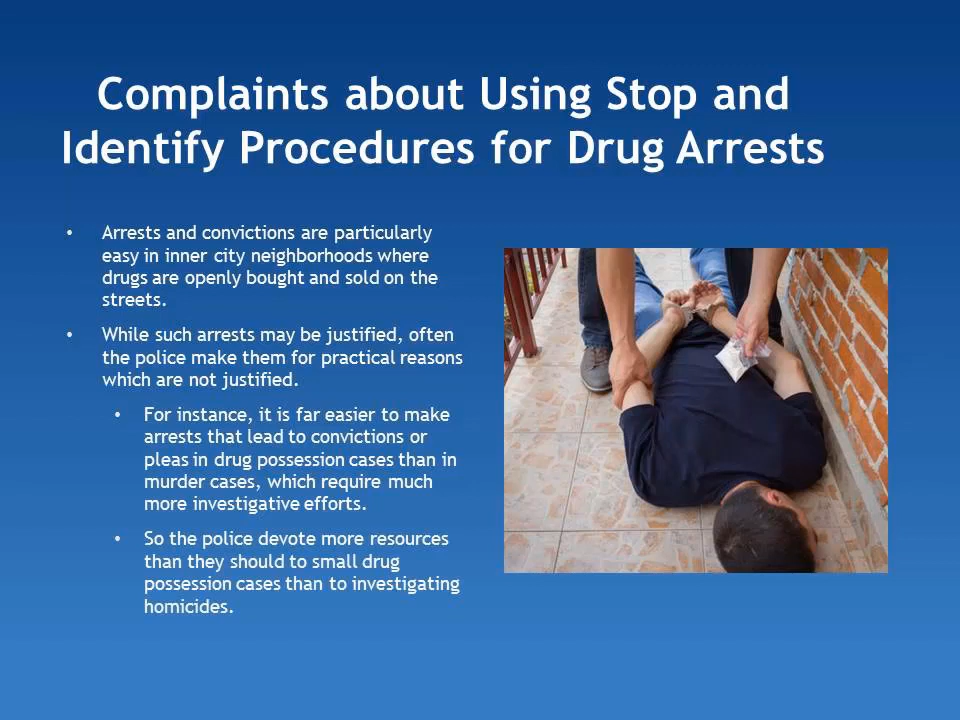 Complaints about Using Stop and
Identify Procedures for Drug Arrests
• Arrests and convictions are particularly
easy in inner city neighborhoods where
drugs are openly bought and sold on the
streets.
• While such arrests may be justified, often
the police make them for practical reasons
which are not justified.
• For instance, it is far easier to make
arrests that lead to convictions or
pleas in drug possession cases than in
murder cases, which require much
more investigative efforts.
• So the police devote more resources
than they should to small drug
possession cases than to investigating
homicides.